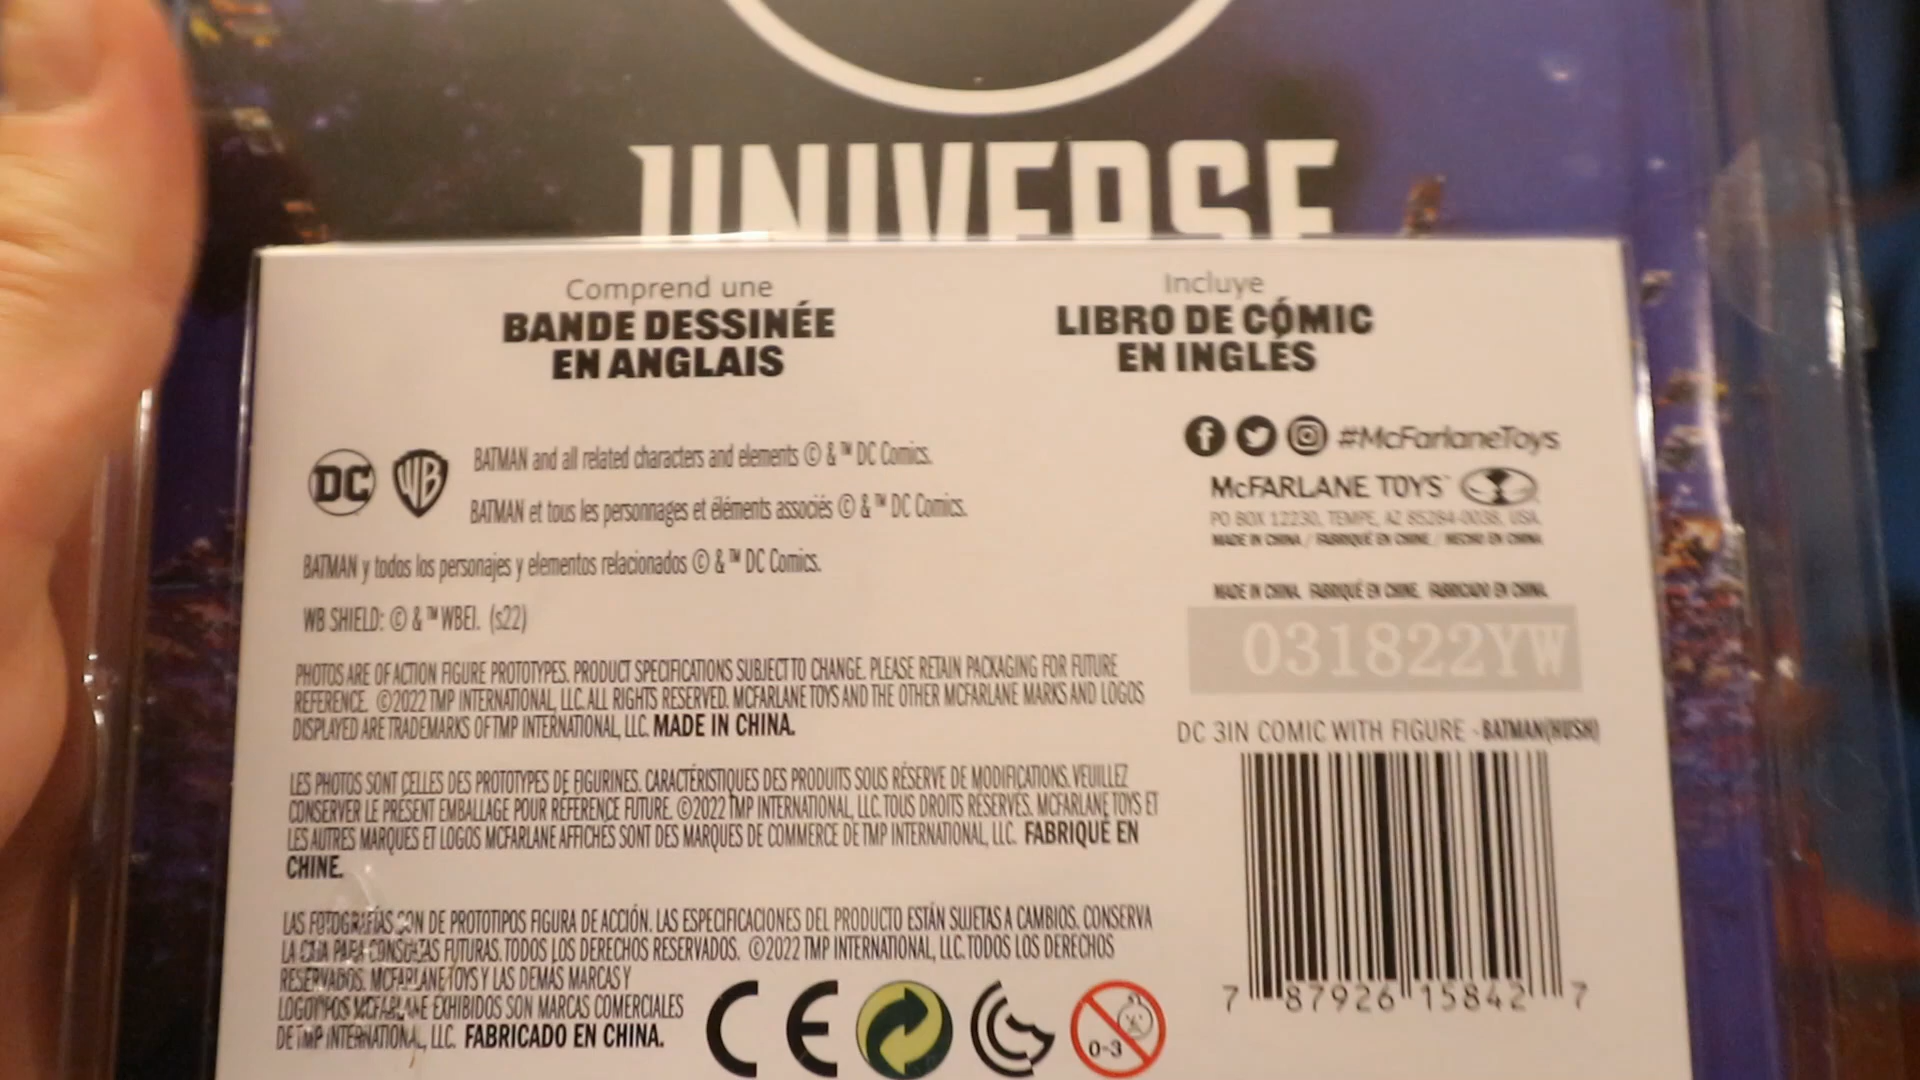 UNIVERSE
Comprend une
BANDE DESSINÉE
EN ANGLAIS
Incluye
LIBRO DE CÓMIC
EN INGLÉS
DC WB
BATMAN and all related characters and elements © & ™ DC Comics.
BATMAN et tous les personnages et éléments associés © & ™ DC Comics.
BATMAN y todos los personajes y elementos relacionados © & ™ DC Comics.
WB SHIELD: © & ™ WBEI. (s22)
#McFarlaneToys
McFARLANE TOYS™
PO BOX 12230, TEMPE, AZ 85284-0038, USA.
MADE IN CHINA / FABRIQUÉ EN CHINE / HECHO EN CHINA
MADE IN CHINA. FABRIQUÉ EN CHINE. FABRICADO EN CHINA.
031822YW
PHOTOS ARE OF ACTION FIGURE PROTOTYPES. PRODUCT SPECIFICATIONS SUBJECT TO CHANGE. PLEASE RETAIN PACKAGING FOR FUTURE
REFERENCE. ©2022 TMP INTERNATIONAL, LLC. ALL RIGHTS RESERVED. MCFARLANE TOYS AND THE OTHER MCFARLANE MARKS AND LOGOS
DISPLAYED ARE TRADEMARKS OF TMP INTERNATIONAL, LLC. MADE IN CHINA.
LES PHOTOS SONT CELLES DES PROTOTYPES DE FIGURINES. CARACTÉRISTIQUES DES PRODUITS SOUS RÉSERVE DE MODIFICATIONS. VEUILLEZ
CONSERVER LE PRÉSENT EMBALLAGE POUR RÉFÉRENCE FUTURE. ©2022 TMP INTERNATIONAL, LLC. TOUS DROITS RÉSERVÉS. MCFARLANE TOYS ET
LES AUTRES MARQUES ET LOGOS MCFARLANE AFFICHÉS SONT DES MARQUES DE COMMERCE DE TMP INTERNATIONAL, LLC. FABRIQUÉ EN
CHINE.
LAS FOTOGRAFÍAS SON DE PROTOTIPOS FIGURA DE ACCIÓN. LAS ESPECIFICACIONES DEL PRODUCTO ESTÁN SUJETAS A CAMBIOS. CONSERVA
LA CAJA PARA CONSULTAS FUTURAS. TODOS LOS DERECHOS RESERVADOS. ©2022 TMP INTERNATIONAL, LLC. TODOS LOS DERECHOS
RESERVADOS. MCFARLANE TOYS Y LAS DEMÁS MARCAS Y
LOGOTIPOS MCFARLANE EXHIBIDOS SON MARCAS COMERCIALES
DE TMP INTERNATIONAL, LLC. FABRICADO EN CHINA.
DC 3IN COMIC WITH FIGURE - BATMAN(HUSH)
7 87926 15842 7
CE
0-3